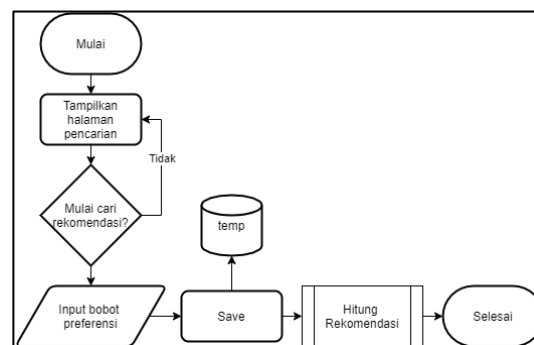 Mulai
Tampilkan
halaman
pencarian
Tidak
Mulai cari
rekomendasi?
temp
Input bobot
preferensi
Save
Hitung
Rekomendasi
Selesai